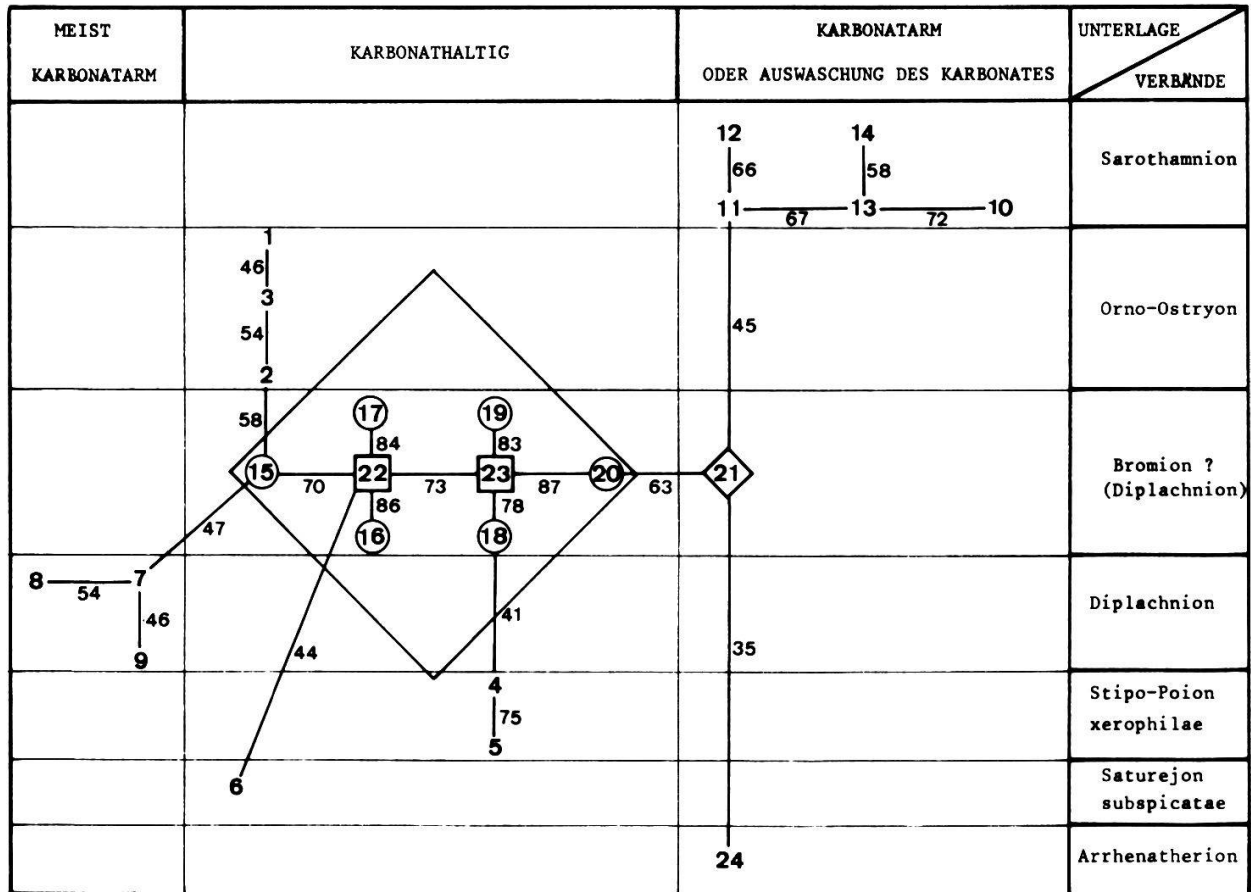 MEIST
KARBONATARM
KARBONATHALTIG
KARBONATARM
ODER AUSWASCHUNG DES KARBONATES
UNTERLAGE
VERBÄNDE
12 14
66 58
Sarothamnion
11 13 10
67 72
1
46
3
54
2
45
Orno-Ostryon
58
17 19
84 83
15 22 23 20 21
70 73 87 63
86 78
16 18
Bromion ?
(Diplachnion)
47
8 7
54
46
9
44
41
35
Diplachnion
4
75
5
Stipo-Poion
xerophilae
6
Saturejon
subspicatae
24
Arrhenatherion